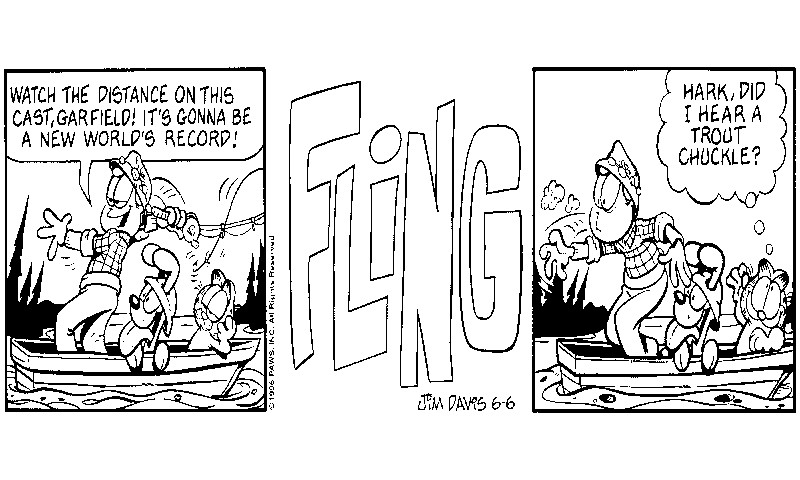 WATCH THE DISTANCE ON THIS
CAST, GARFIELD! IT'S GONNA BE
A NEW WORLD'S RECORD!
© 1996 PAWS, INC. All Rights Reserved
FLING
JIM DAVIS 6-6
HARK, DID
I HEAR A
TROUT
CHUCKLE?